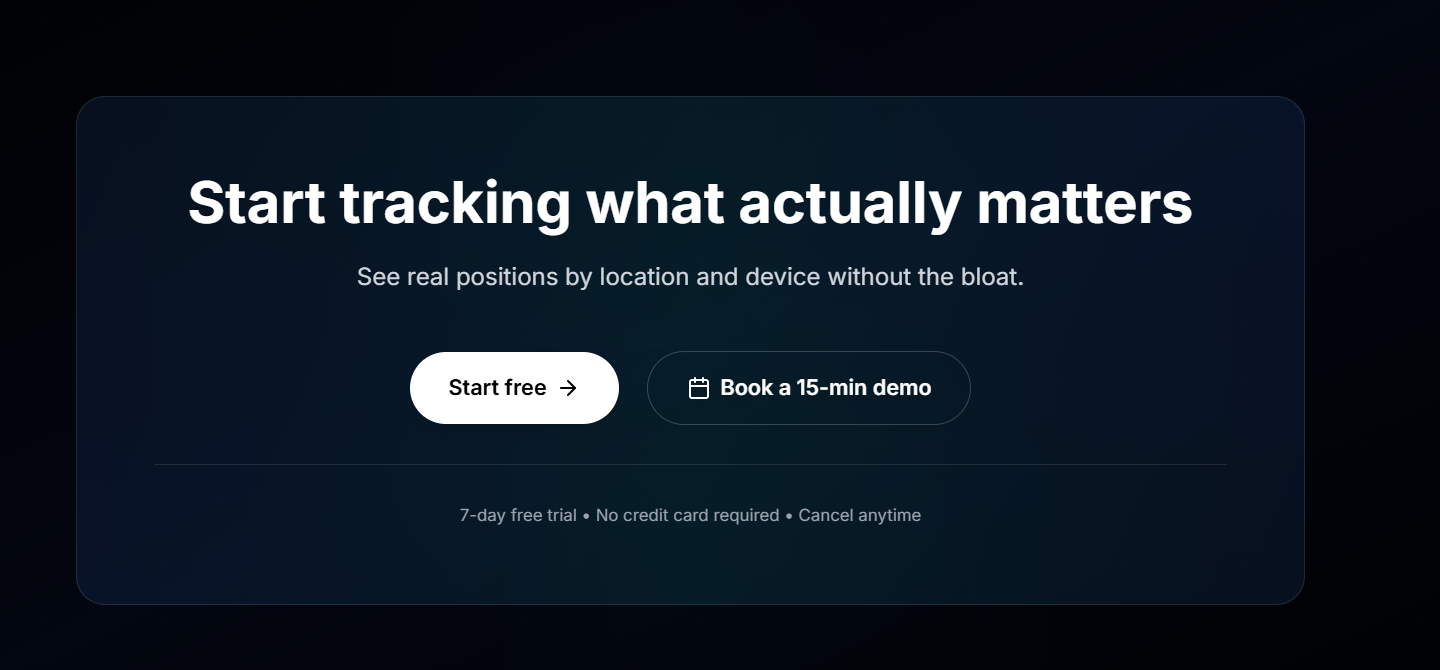 Start tracking what actually matters
See real positions by location and device without the bloat.
Start free →
Book a 15-min demo
7-day free trial • No credit card required • Cancel anytime